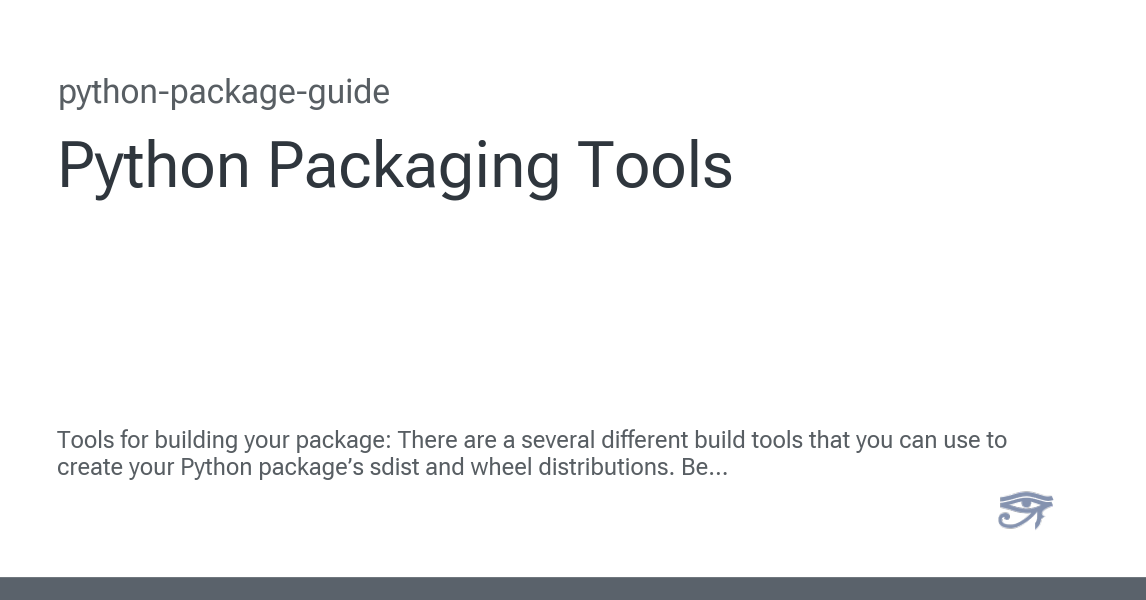 python-package-guide
Python Packaging Tools
Tools for building your package: There are a several different build tools that you can use to
create your Python package’s sdist and wheel distributions. Be...